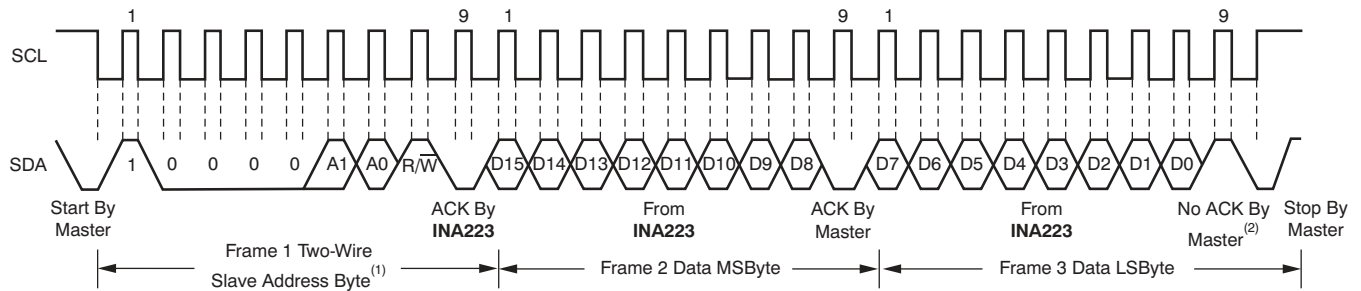 1 9 1 9 1 9
SCL
SDA 1 0 0 0 0 A1 A0 R/W̅ D15 D14 D13 D12 D11 D10 D9 D8 D7 D6 D5 D4 D3 D2 D1 D0
Start By
Master
ACK By
INA223
From
INA223
ACK By
Master
From
INA223
No ACK By
Master(2)
Stop By
Master
Frame 1 Two-Wire
Slave Address Byte(1)
Frame 2 Data MSByte
Frame 3 Data LSByte